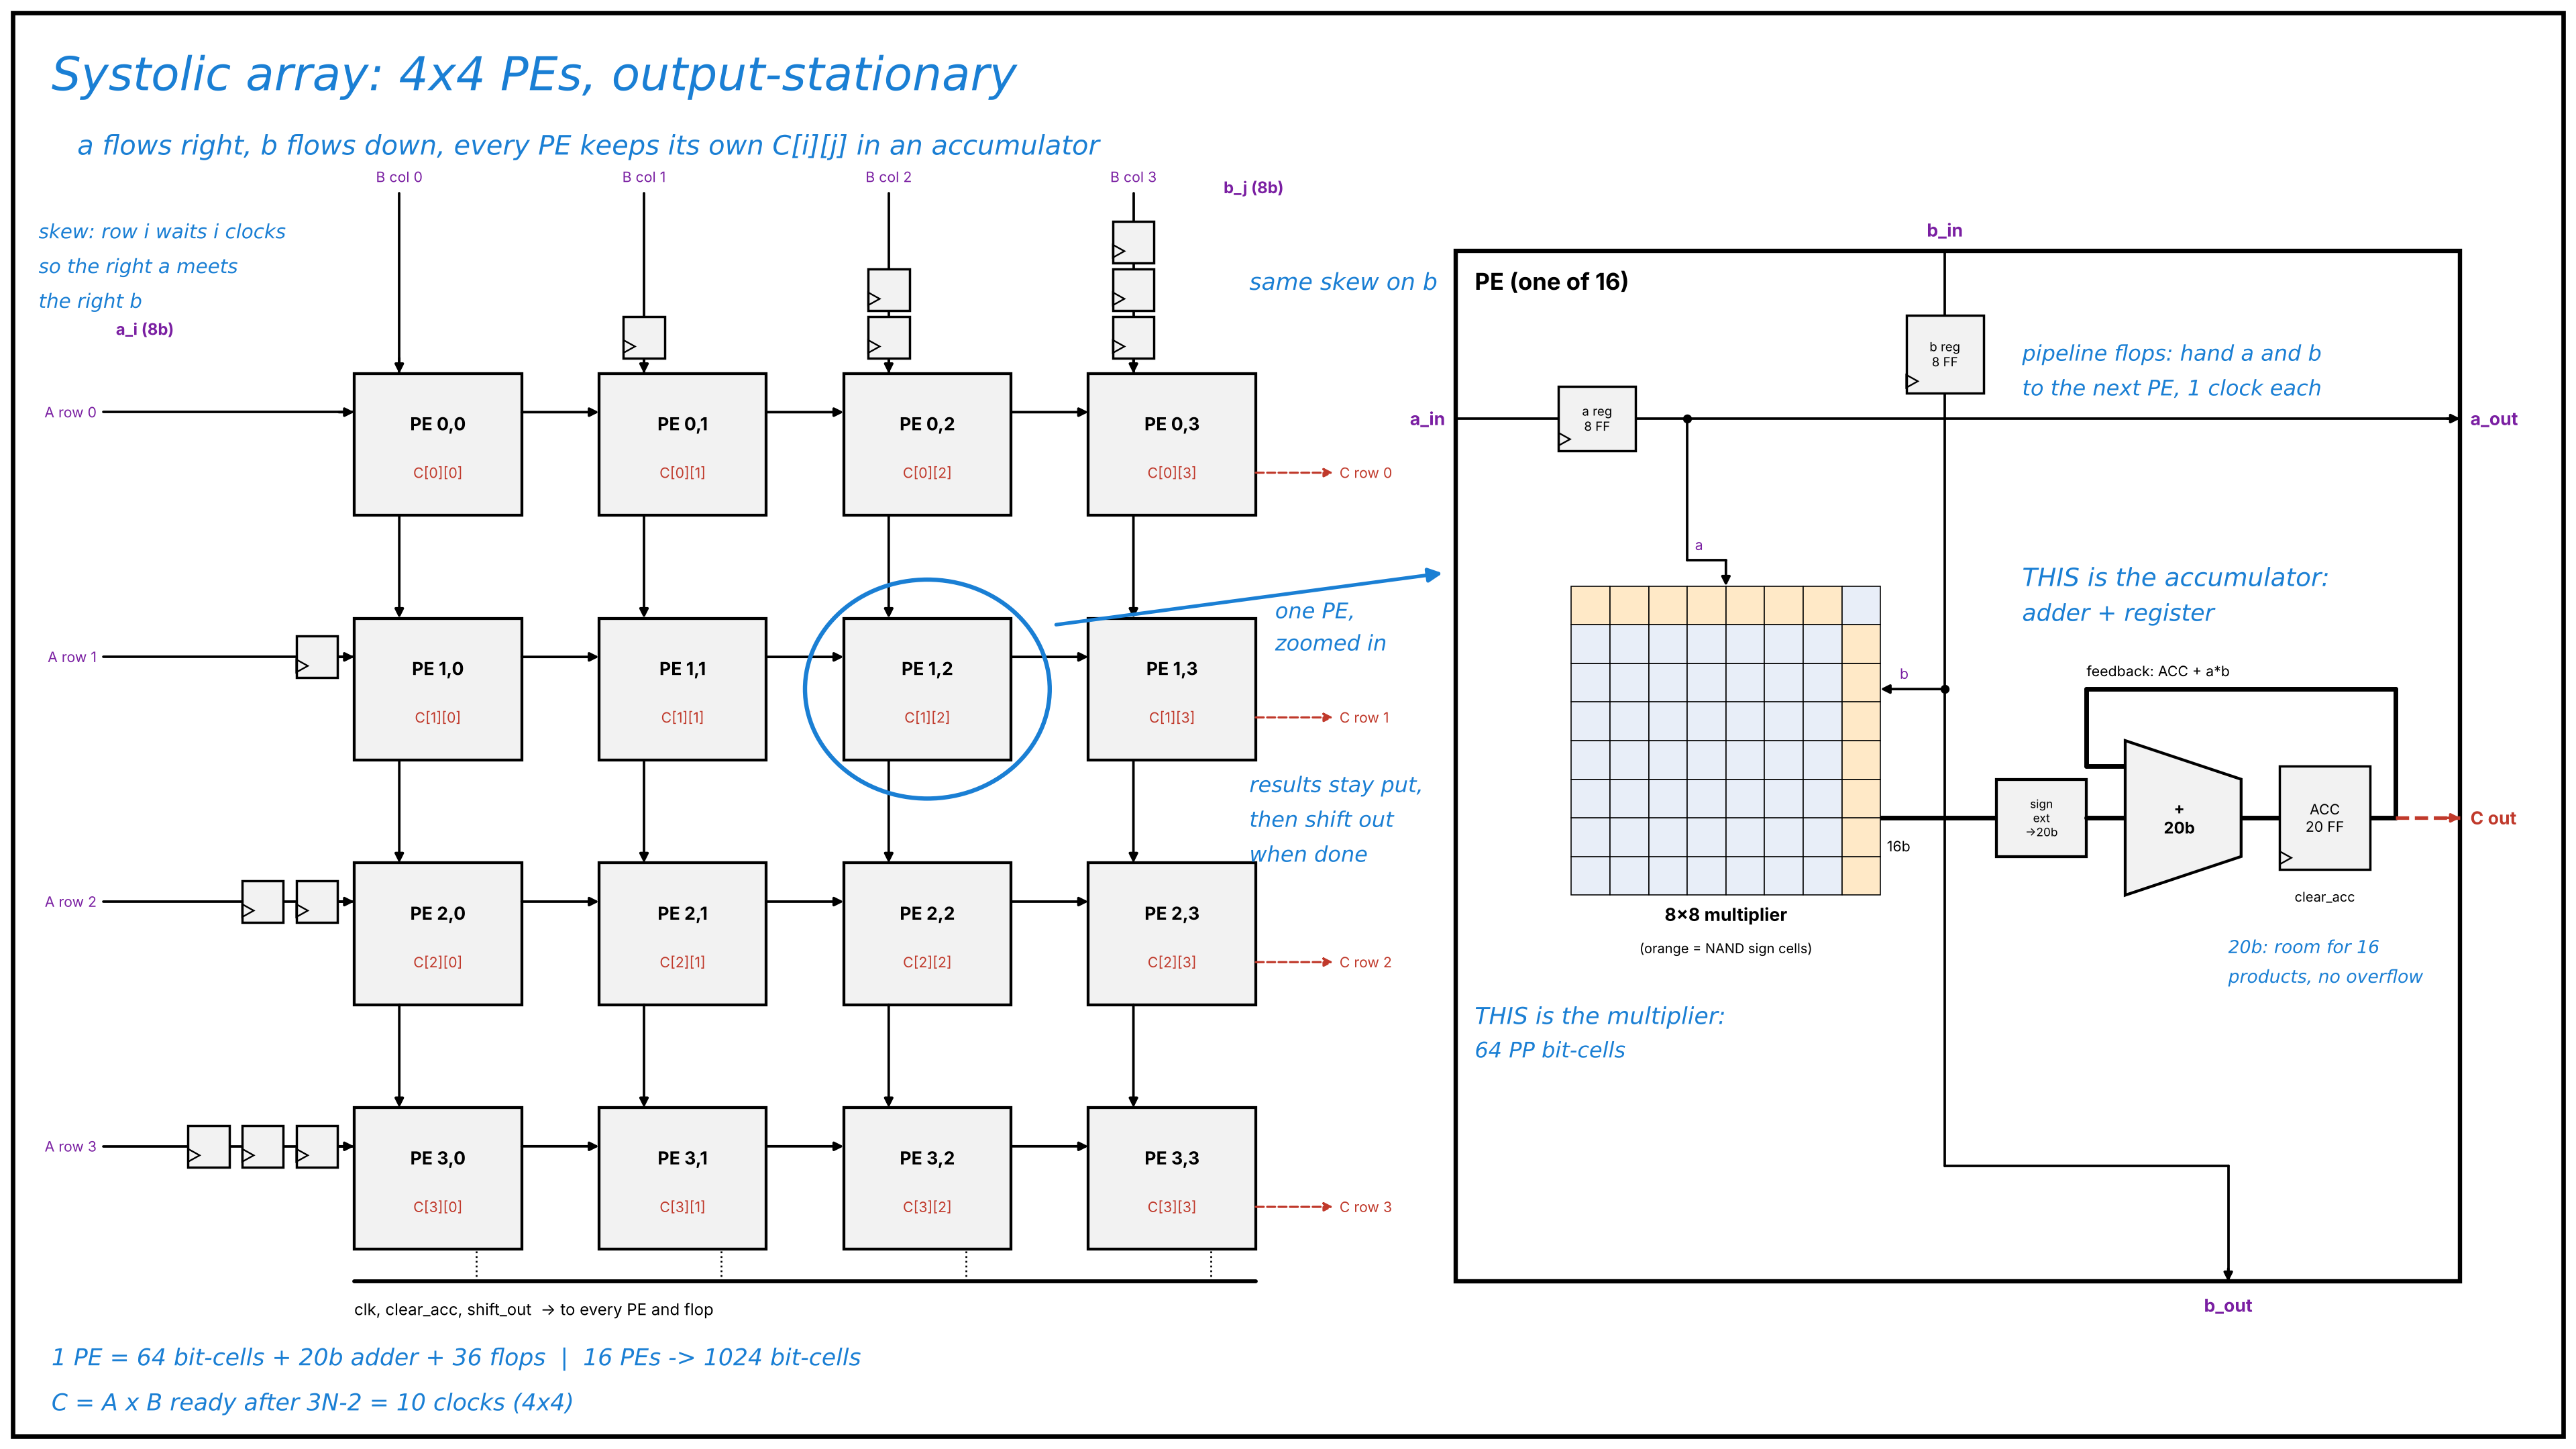 Systolic array: 4x4 PEs, output-stationary
a flows right, b flows down, every PE keeps its own C[i][j] in an accumulator
B col 0
B col 1
B col 2
B col 3
b_j (8b)
skew: row i waits i clocks
so the right a meets
the right b
a_i (8b)
same skew on b
A row 0
PE 0,0
C[0][0]
PE 0,1
C[0][1]
PE 0,2
C[0][2]
PE 0,3
C[0][3]
C row 0
one PE,
zoomed in
A row 1
PE 1,0
C[1][0]
PE 1,1
C[1][1]
PE 1,2
C[1][2]
PE 1,3
C[1][3]
C row 1
results stay put,
then shift out
when done
A row 2
PE 2,0
C[2][0]
PE 2,1
C[2][1]
PE 2,2
C[2][2]
PE 2,3
C[2][3]
C row 2
A row 3
PE 3,0
C[3][0]
PE 3,1
C[3][1]
PE 3,2
C[3][2]
PE 3,3
C[3][3]
C row 3
clk, clear_acc, shift_out → to every PE and flop
1 PE = 64 bit-cells + 20b adder + 36 flops | 16 PEs -> 1024 bit-cells
C = A x B ready after 3N-2 = 10 clocks (4x4)
b_in
PE (one of 16)
b reg
8 FF
pipeline flops: hand a and b
to the next PE, 1 clock each
a_in
a reg
8 FF
a_out
a
THIS is the accumulator:
adder + register
b
feedback: ACC + a*b
sign
ext
→20b
+
20b
ACC
20 FF
C out
16b
clear_acc
8×8 multiplier
(orange = NAND sign cells)
20b: room for 16
products, no overflow
THIS is the multiplier:
64 PP bit-cells
b_out